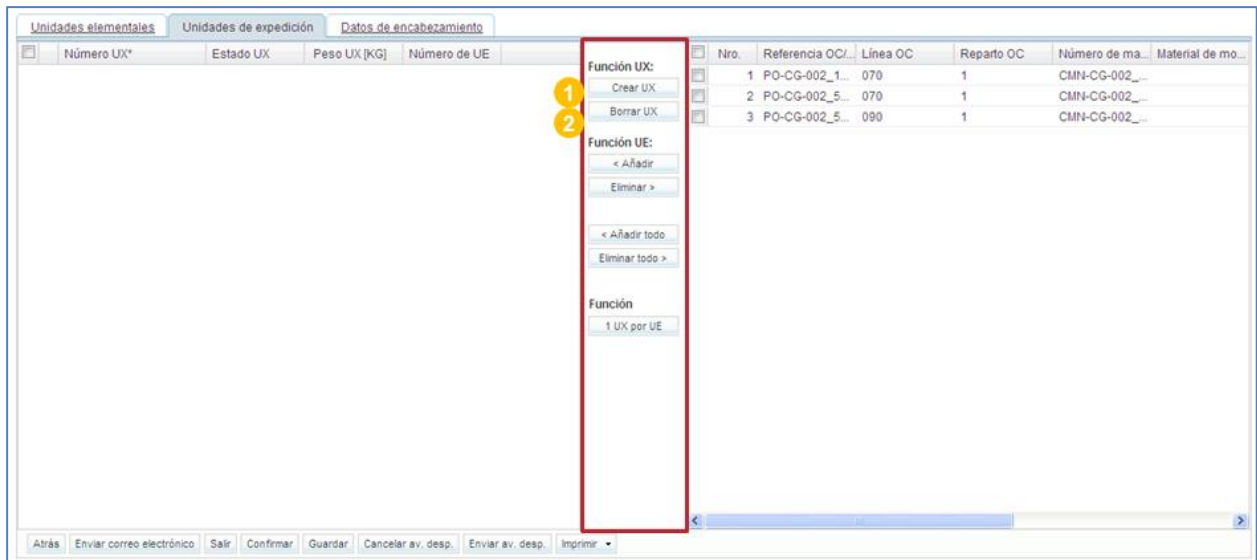 Unidades elementales Unidades de expedición Datos de encabezamiento
Número UX* Estado UX Peso UX [KG] Número de UE
Función UX:
1 Crear UX
2 Borrar UX
Función UE:
< Añadir
Eliminar >
< Añadir todo
Eliminar todo >
Función
1 UX por UE
Nro. Referencia OC/... Línea OC Reparto OC Número de ma... Material de mo...
1 PO-CG-002_1... 070 1 CMN-CG-002_...
2 PO-CG-002_5... 070 1 CMN-CG-002_...
3 PO-CG-002_5... 090 1 CMN-CG-002_...
Atrás Enviar correo electrónico Salir Confirmar Guardar Cancelar av. desp. Enviar av. desp. Imprimir